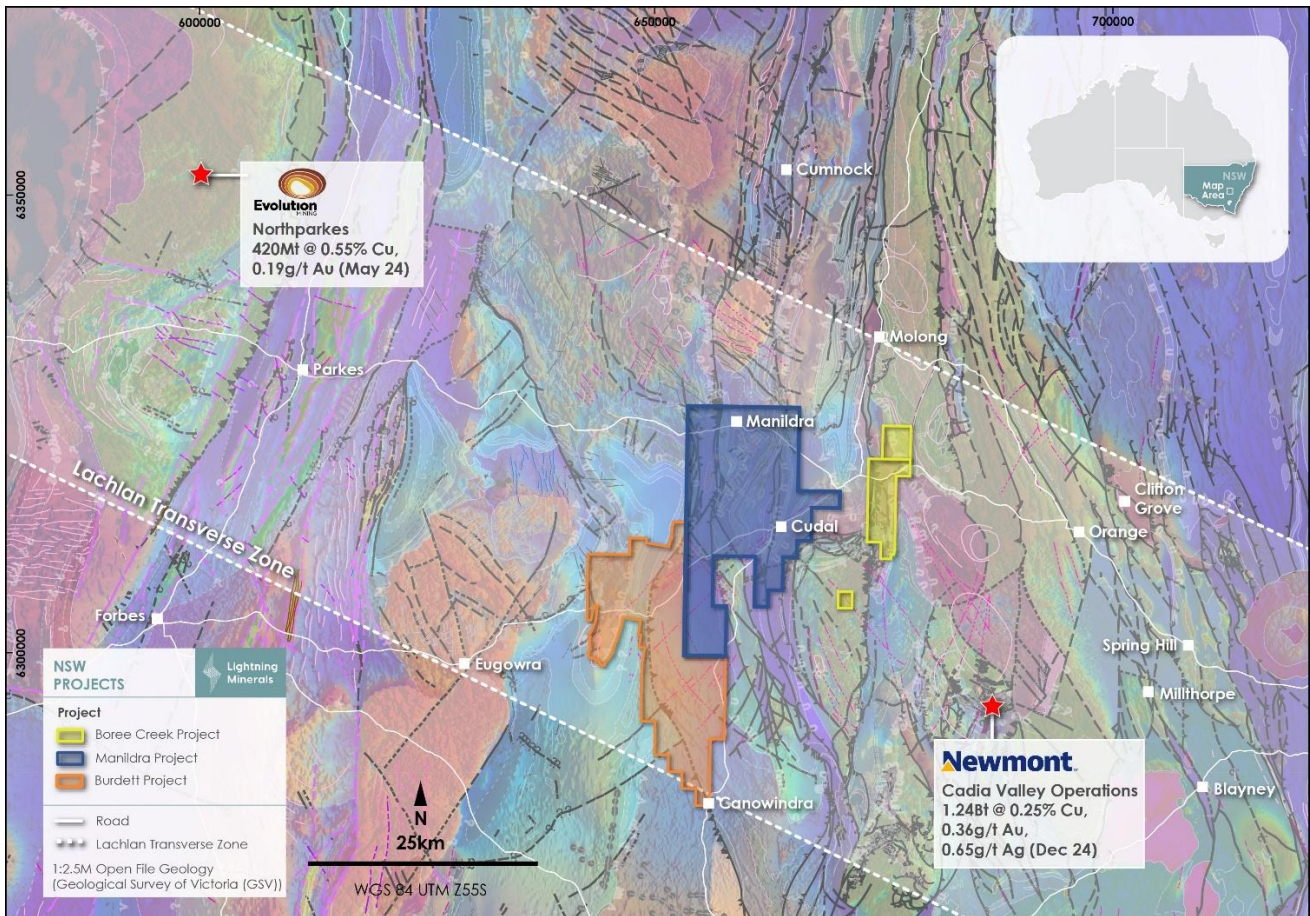 600000
650000
700000
6350000
6300000
NSW
Map
Area
Cumnock
Evolution
MINING
Northparkes
420Mt @ 0.55% Cu,
0.19g/t Au (May 24)
Molong
Parkes
Manildra
Clifton
Grove
Lachlan Transverse Zone
Cudal
Orange
Forbes
Spring Hill
Eugowra
Millthorpe
NSW
PROJECTS
Lightning
Minerals
Project
Boree Creek Project
Manildra Project
Burdett Project
Road
Lachlan Transverse Zone
1:2.5M Open File Geology
(Geological Survey of Victoria (GSV))
N
25km
WGS 84 UTM Z55S
Canowindra
Newmont
Cadia Valley Operations
1.24Bt @ 0.25% Cu,
0.36g/t Au,
0.65g/t Ag (Dec 24)
Blayney